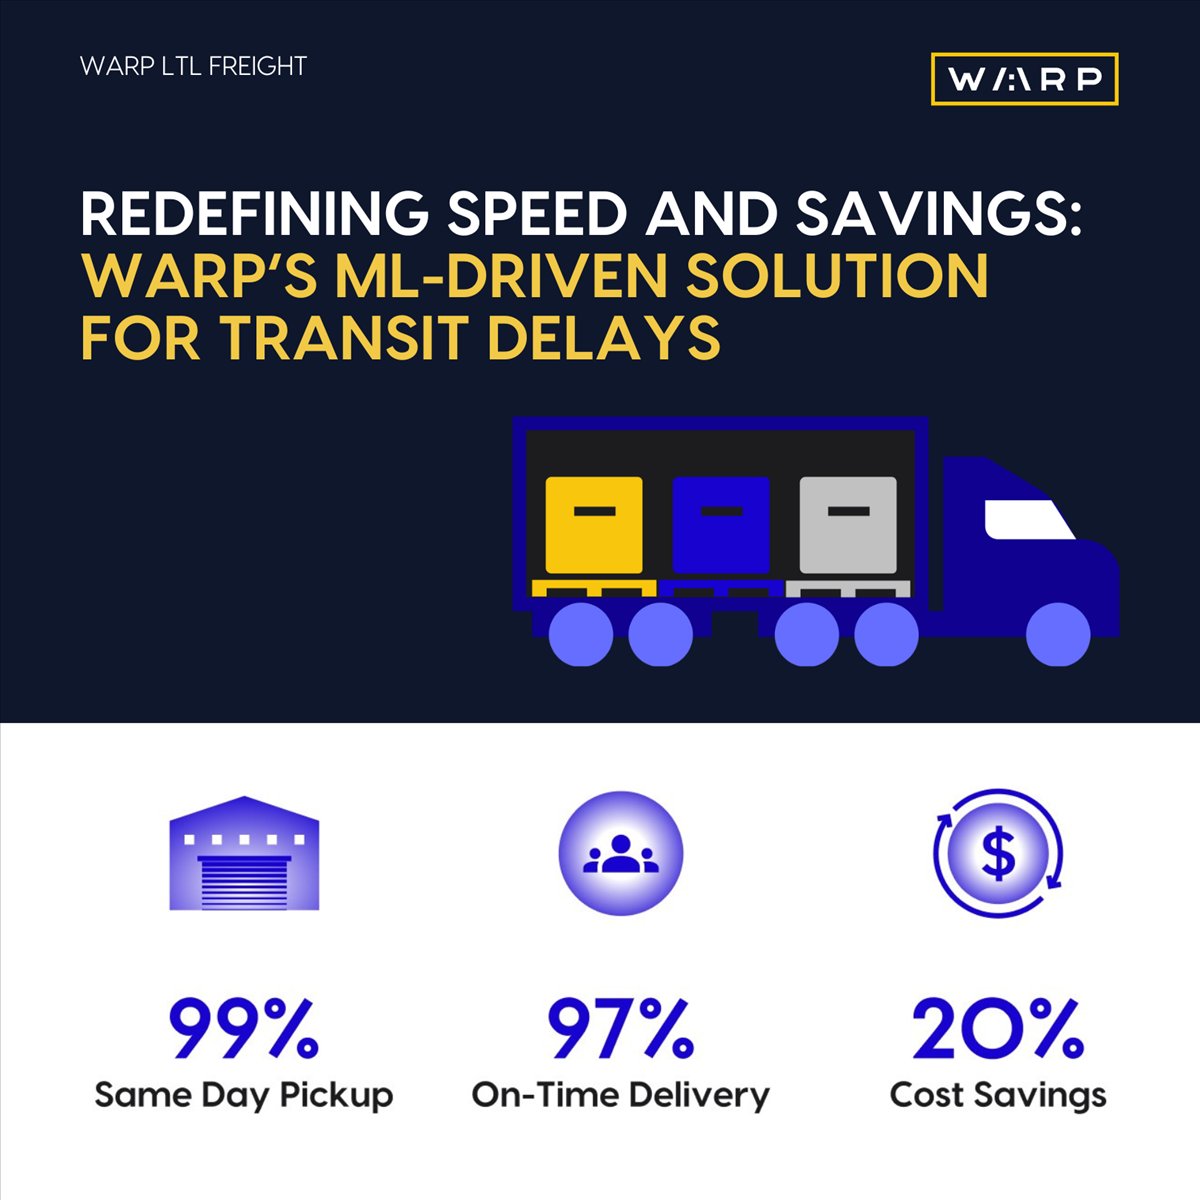 WARP LTL FREIGHT
WARP
REDEFINING SPEED AND SAVINGS:
WARP’S ML-DRIVEN SOLUTION
FOR TRANSIT DELAYS
$
99%
97%
20%
Same Day Pickup
On-Time Delivery
Cost Savings